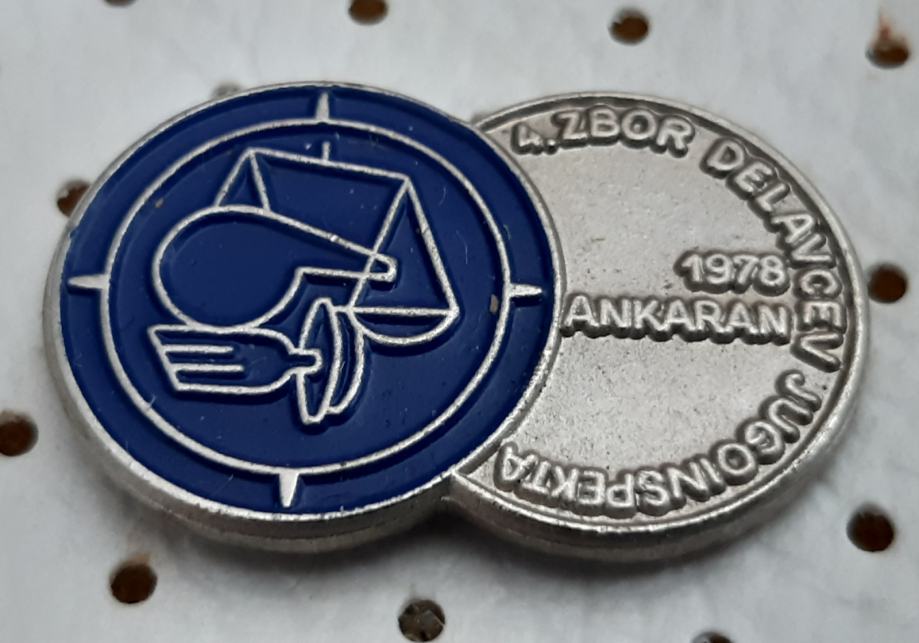 4. ZBOR DELAVCEV JUGOINSPEKTA
1978
ANKARAN